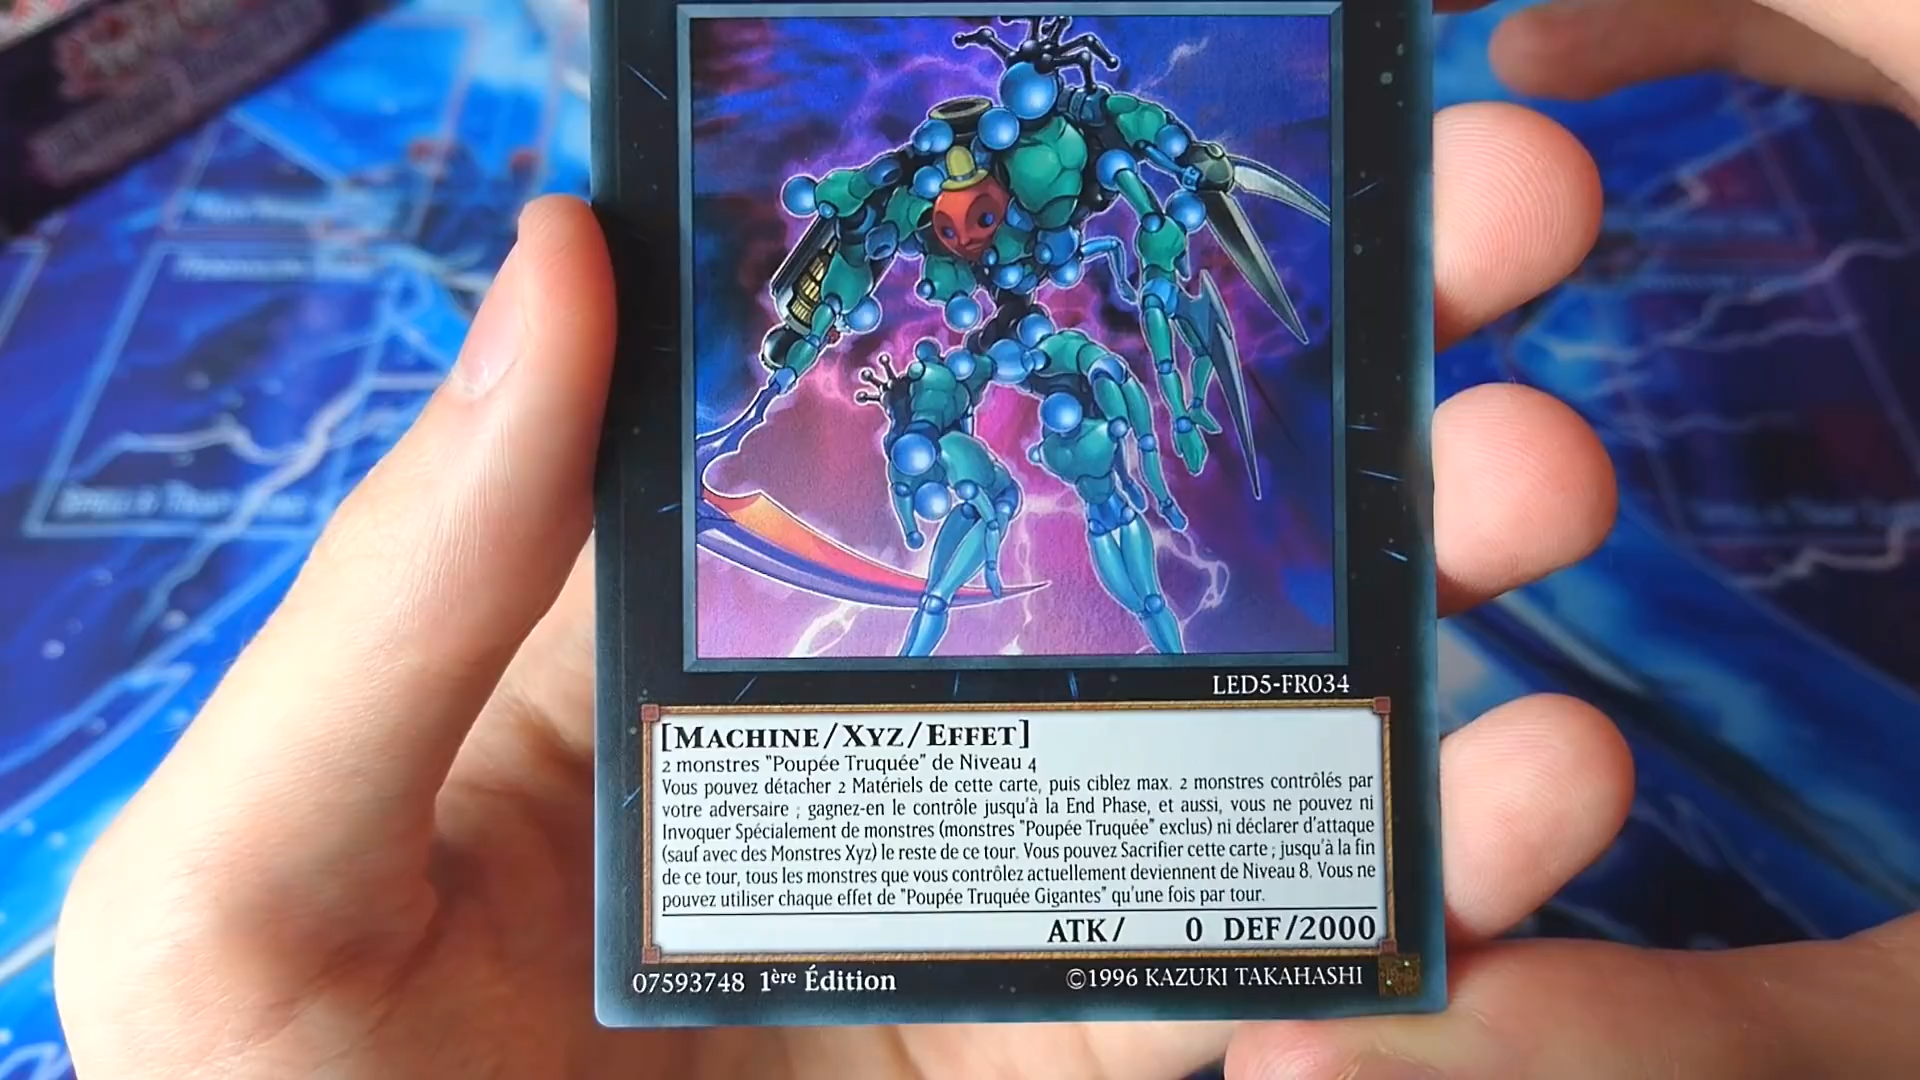 LED5-FR034
[MACHINE/XYZ/EFFET]
2 monstres "Poupée Truquée" de Niveau 4
Vous pouvez détacher 2 Matériels de cette carte, puis ciblez max. 2 monstres contrôlés par
votre adversaire ; gagnez-en le contrôle jusqu'à la End Phase, et aussi, vous ne pouvez ni
Invoquer Spécialement de monstres (monstres "Poupée Truquée" exclus) ni déclarer d'attaque
(sauf avec des Monstres Xyz) le reste de ce tour. Vous pouvez Sacrifier cette carte ; jusqu'à la fin
de ce tour, tous les monstres que vous contrôlez actuellement deviennent de Niveau 8. Vous ne
pouvez utiliser chaque effet de "Poupée Truquée Gigantes" qu'une fois par tour.
ATK/ 0 DEF/2000
07593748 1ère Édition ©1996 KAZUKI TAKAHASHI